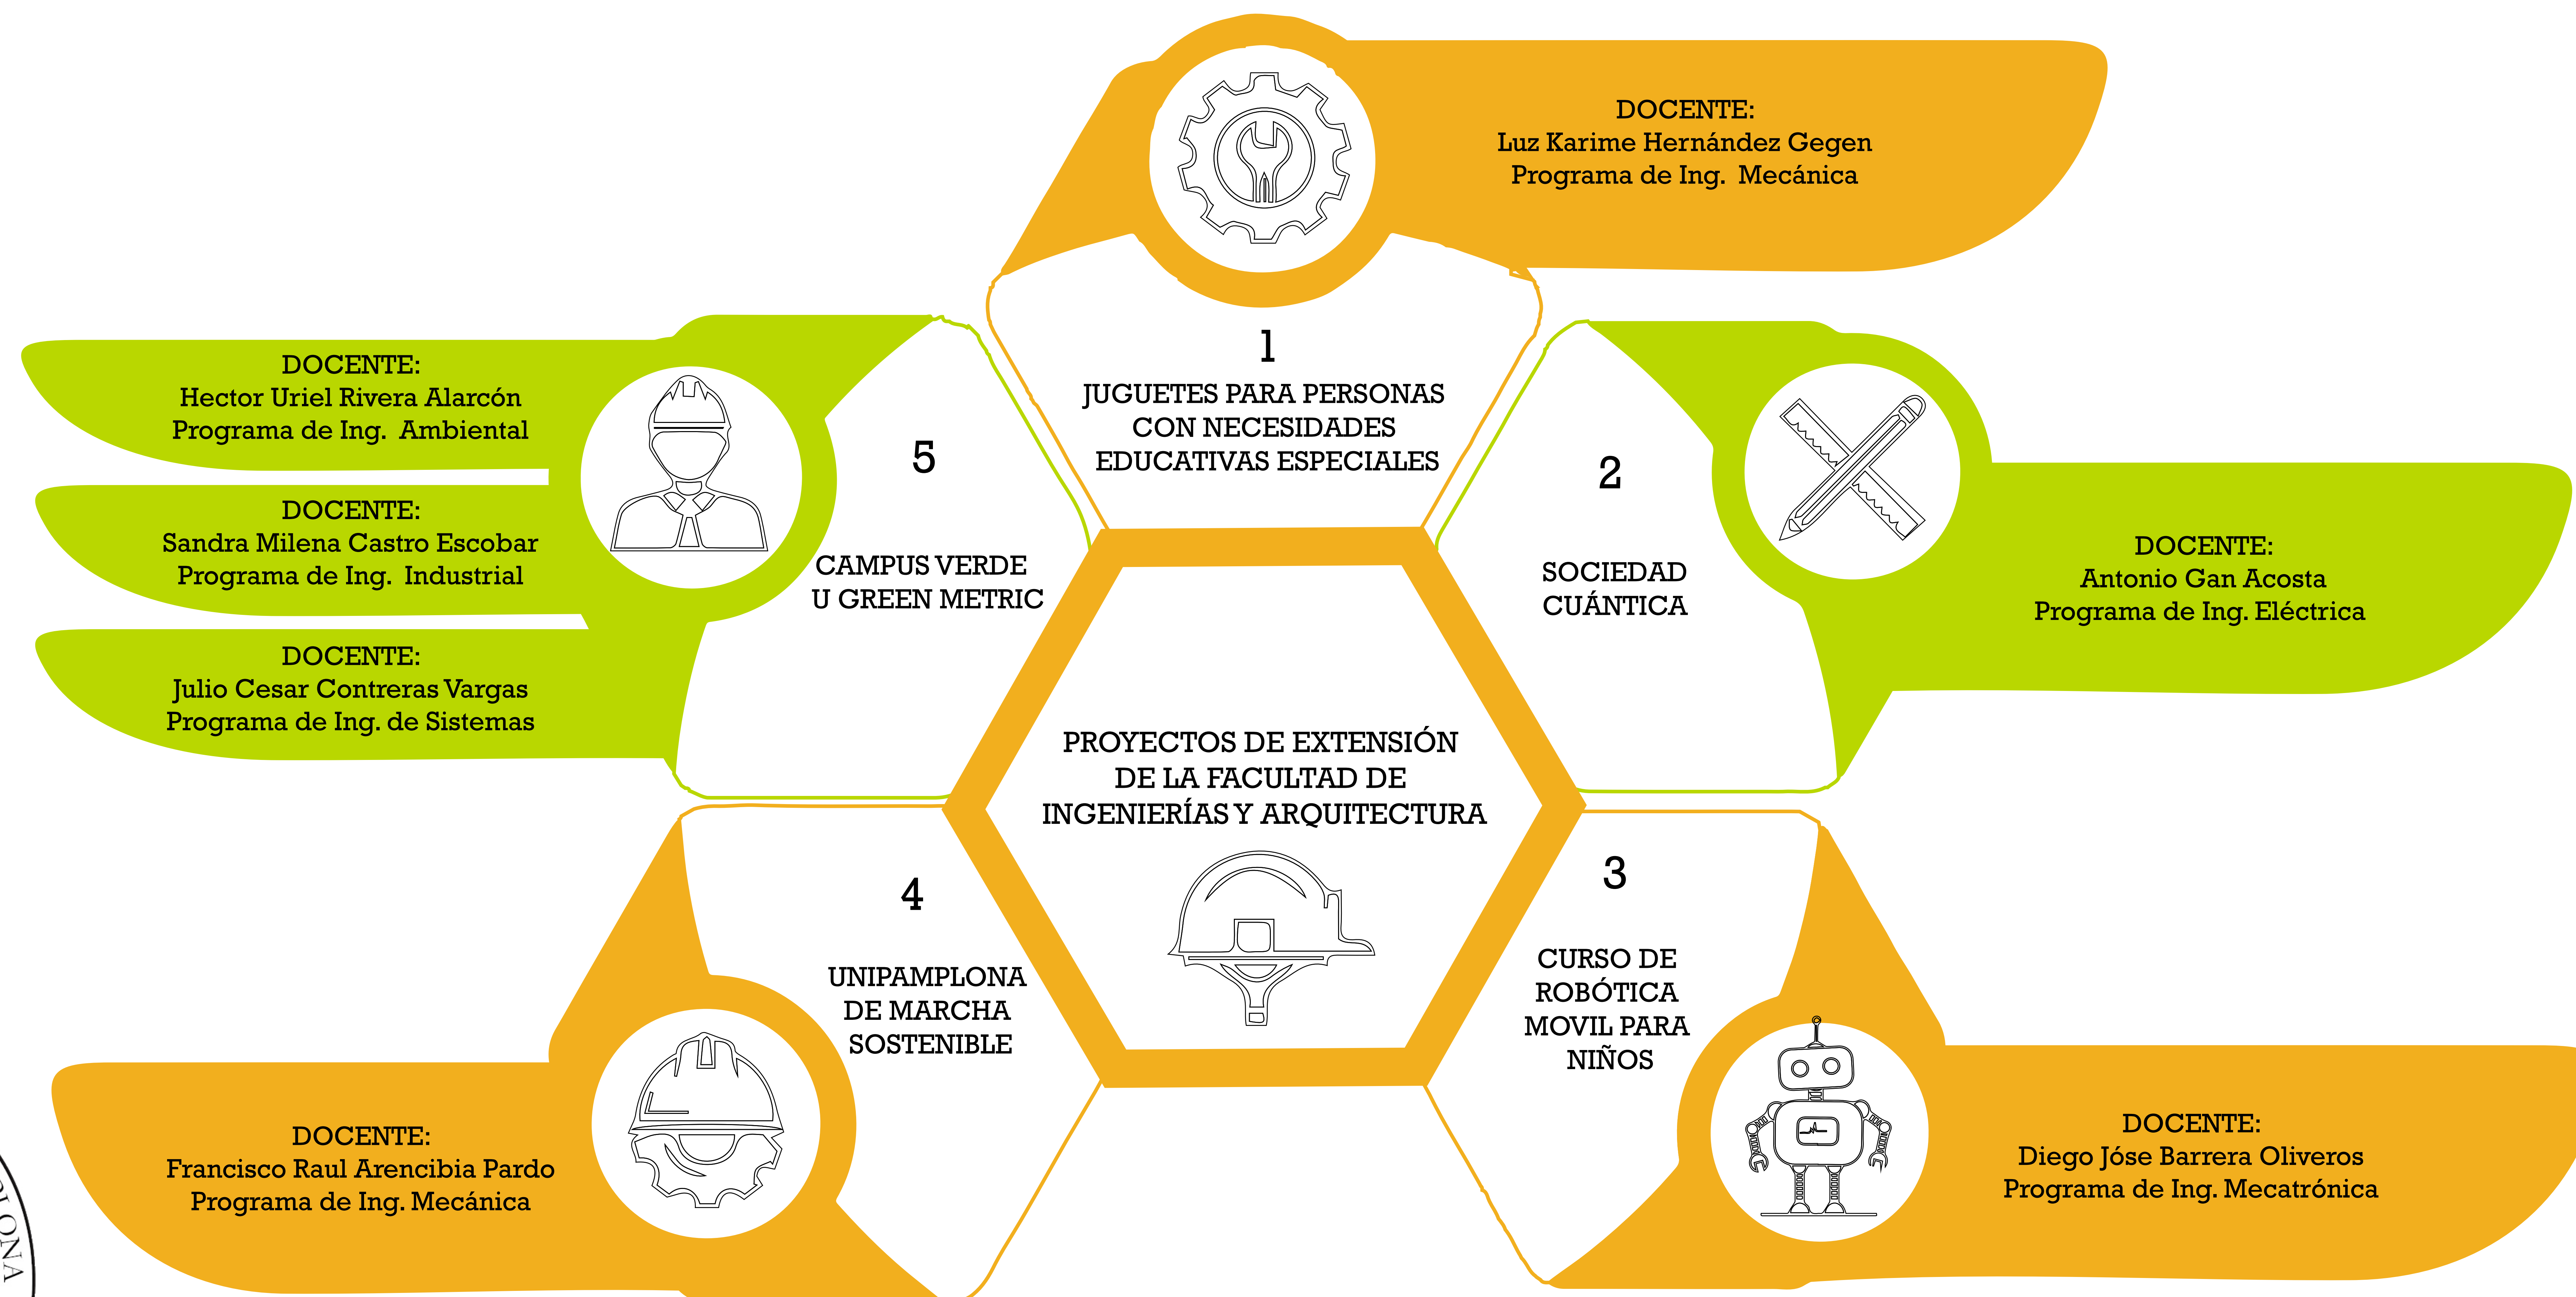 DOCENTE:
Luz Karime Hernández Gegen
Programa de Ing. Mecánica
1
JUGUETES PARA PERSONAS
CON NECESIDADES
EDUCATIVAS ESPECIALES
2
SOCIEDAD
CUÁNTICA
DOCENTE:
Antonio Gan Acosta
Programa de Ing. Eléctrica
3
CURSO DE
ROBÓTICA
MOVIL PARA
NIÑOS
DOCENTE:
Diego Jóse Barrera Oliveros
Programa de Ing. Mecatrónica
4
UNIPAMPLONA
DE MARCHA
SOSTENIBLE
DOCENTE:
Francisco Raul Arencibia Pardo
Programa de Ing. Mecánica
5
CAMPUS VERDE
U GREEN METRIC
DOCENTE:
Hector Uriel Rivera Alarcón
Programa de Ing. Ambiental
DOCENTE:
Sandra Milena Castro Escobar
Programa de Ing. Industrial
DOCENTE:
Julio Cesar Contreras Vargas
Programa de Ing. de Sistemas
PROYECTOS DE EXTENSIÓN
DE LA FACULTAD DE
INGENIERÍAS Y ARQUITECTURA